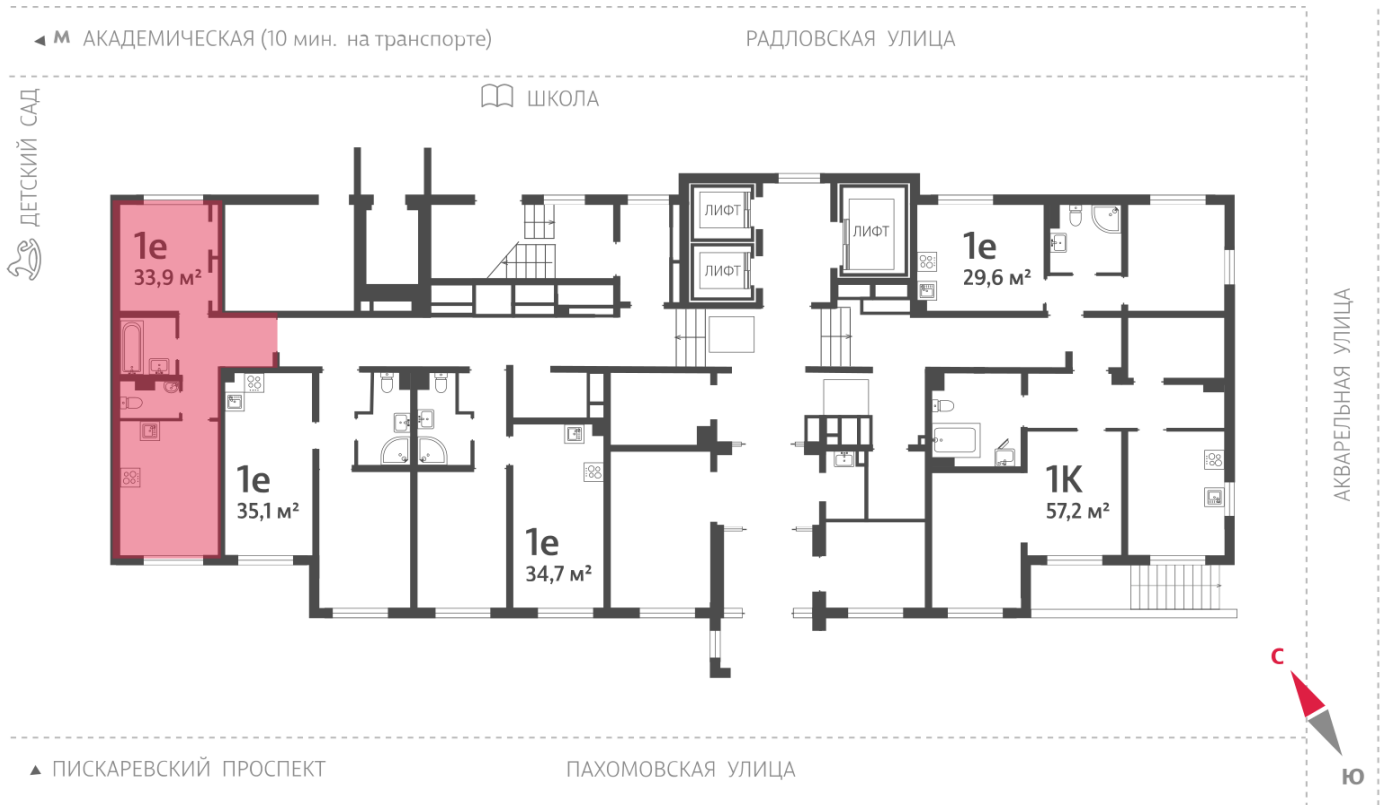 М АКАДЕМИЧЕСКАЯ (10 мин. на транспорте)
РАДЛОВСКАЯ УЛИЦА
ШКОЛА
ДЕТСКИЙ САД
ЛИФТ
ЛИФТ
ЛИФТ
1е
33,9 м²
1е
29,6 м²
АКВАРЕЛЬНАЯ УЛИЦА
1е
35,1 м²
1е
34,7 м²
1К
57,2 м²
С
Ю
ПИСКАРЕВСКИЙ ПРОСПЕКТ
ПАХОМОВСКАЯ УЛИЦА